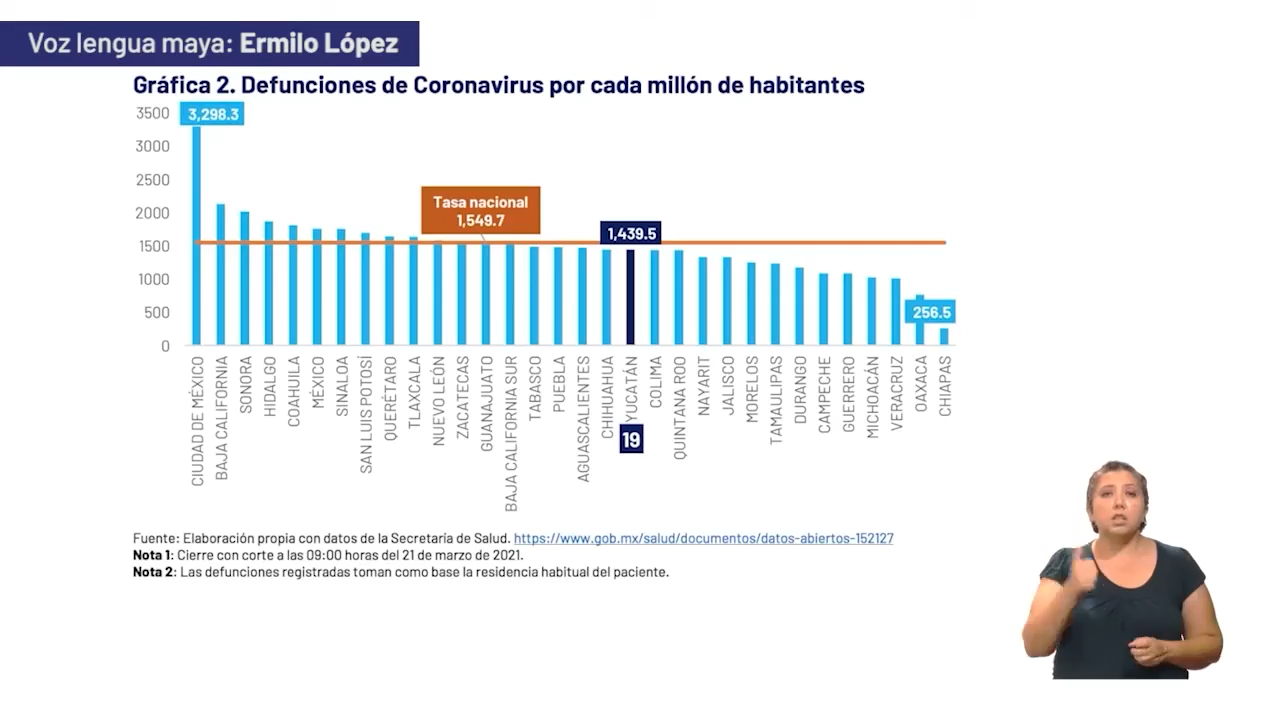 Voz lengua maya: Ermilo López
Gráfica 2. Defunciones de Coronavirus por cada millón de habitantes
3500
3000
2500
2000
1500
1000
500
0
3,298.3
Tasa nacional
1,549.7
1,439.5
256.5
CIUDAD DE MÉXICO
BAJA CALIFORNIA
SONORA
HIDALGO
COAHUILA
MÉXICO
SINALOA
SAN LUIS POTOSÍ
QUERÉTARO
TLAXCALA
NUEVO LEÓN
ZACATECAS
GUANAJUATO
BAJA CALIFORNIA SUR
TABASCO
PUEBLA
AGUASCALIENTES
CHIHUAHUA
YUCATÁN
COLIMA
QUINTANA ROO
NAYARIT
JALISCO
MORELOS
TAMAULIPAS
DURANGO
CAMPECHE
GUERRERO
MICHOACÁN
VERACRUZ
OAXACA
CHIAPAS
19
Fuente: Elaboración propia con datos de la Secretaría de Salud. https://www.gob.mx/salud/documentos/datos-abiertos-152127
Nota 1: Cierre con corte a las 09:00 horas del 21 de marzo de 2021.
Nota 2: Las defunciones registradas toman como base la residencia habitual del paciente.